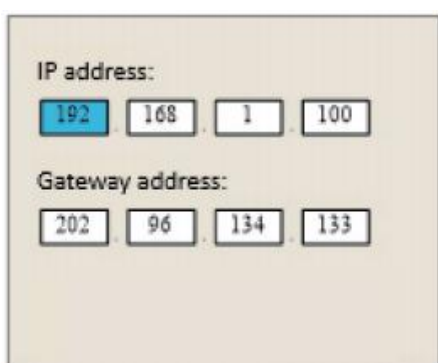 IP address:
192 . 168 . 1 . 100
Gateway address:
202 . 96 . 134 . 133